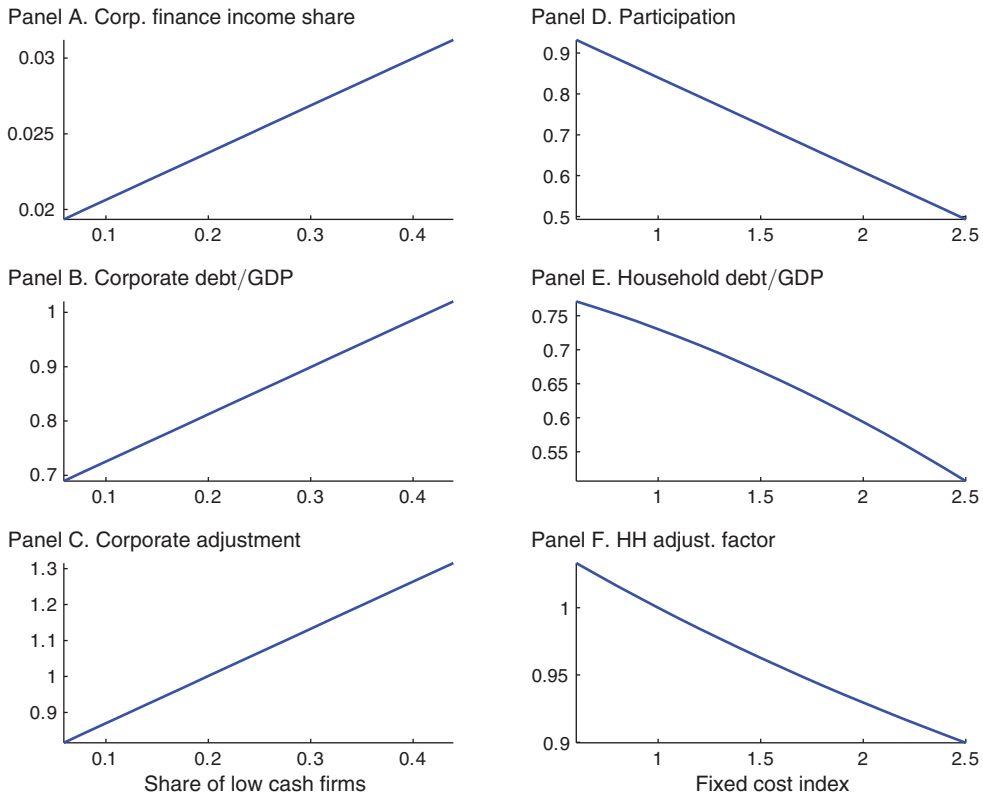 Panel A. Corp. finance income share
0.03
0.025
0.02
0.1 0.2 0.3 0.4
Panel B. Corporate debt/GDP
1
0.9
0.8
0.7
0.1 0.2 0.3 0.4
Panel C. Corporate adjustment
1.3
1.2
1.1
1
0.9
0.1 0.2 0.3 0.4
Share of low cash firms
Panel D. Participation
0.9
0.8
0.7
0.6
0.5
1 1.5 2 2.5
Panel E. Household debt/GDP
0.75
0.7
0.65
0.6
0.55
1 1.5 2 2.5
Panel F. HH adjust. factor
1
0.95
0.9
1 1.5 2 2.5
Fixed cost index